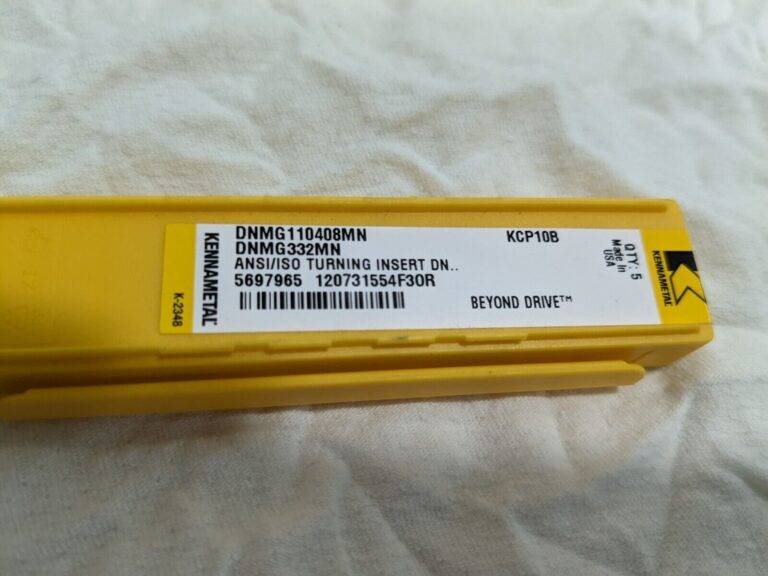 KENNAMETAL
K-2348
DNMG110408MN
KCP10B
DNMG332MN
ANSI/ISO TURNING INSERT DN..
5697965 120731554F30R
BEYOND DRIVE™
QTY: 5
Made In
USA
KENNAMETAL